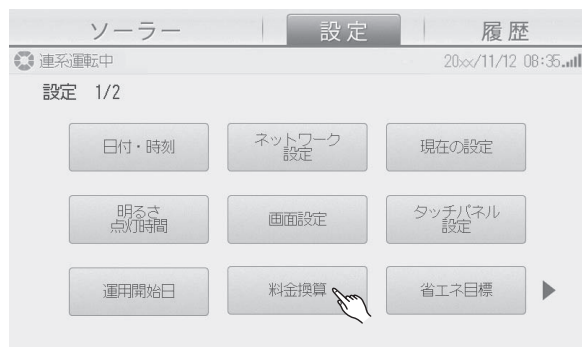 ソーラー 設定 履歴
連系運転中 20xx/11/12 08:35
設定 1/2
日付・時刻 ネットワーク設定 現在の設定
明るさ点灯時間 画面設定 タッチパネル設定
運用開始日 料金換算 省エネ目標